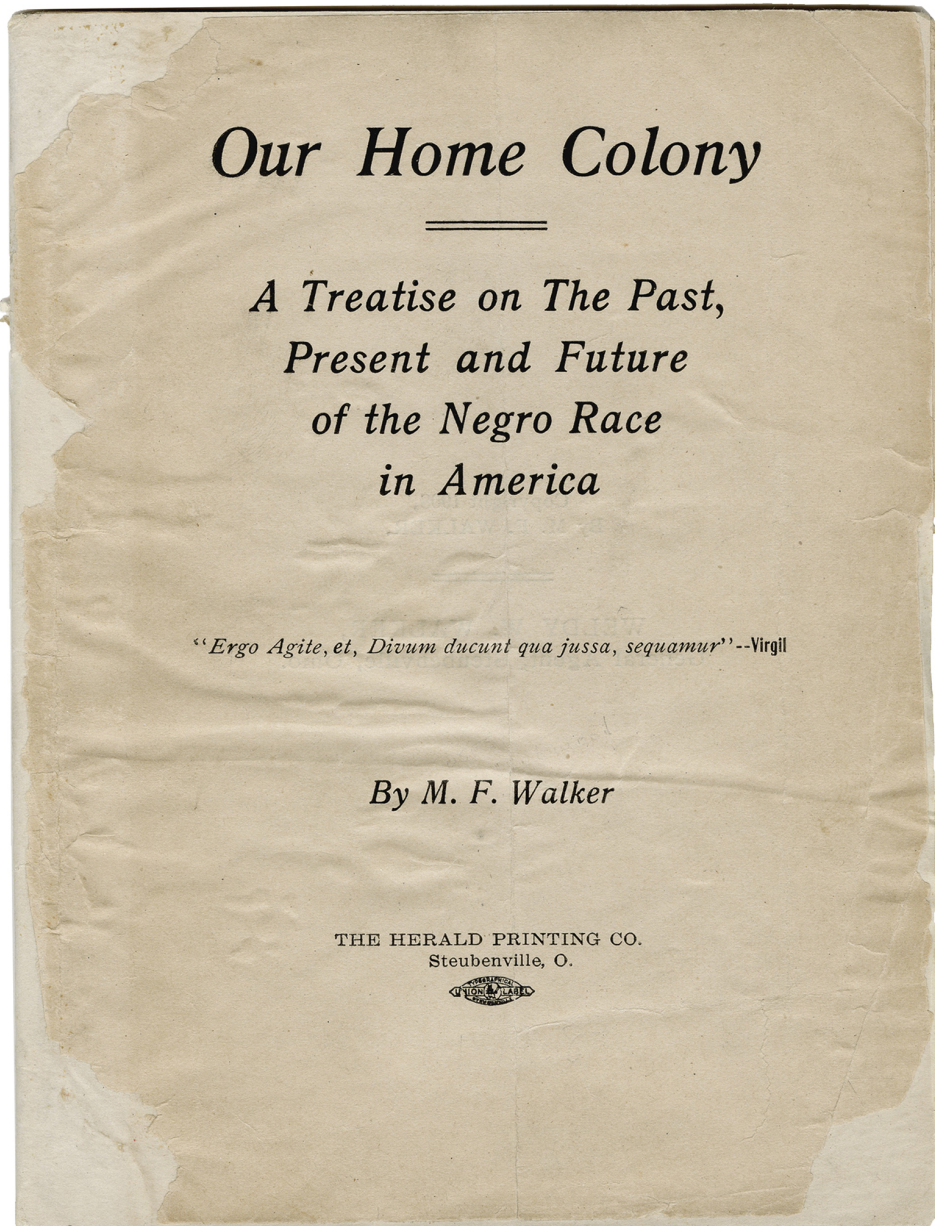 Our Home Colony
A Treatise on The Past,
Present and Future
of the Negro Race
in America
"Ergo Agite, et, Divum ducunt qua jussa, sequamur"--Virgil
By M. F. Walker
THE HERALD PRINTING CO.
Steubenville, O.
TYPOGRAPHICAL
UNION LABEL